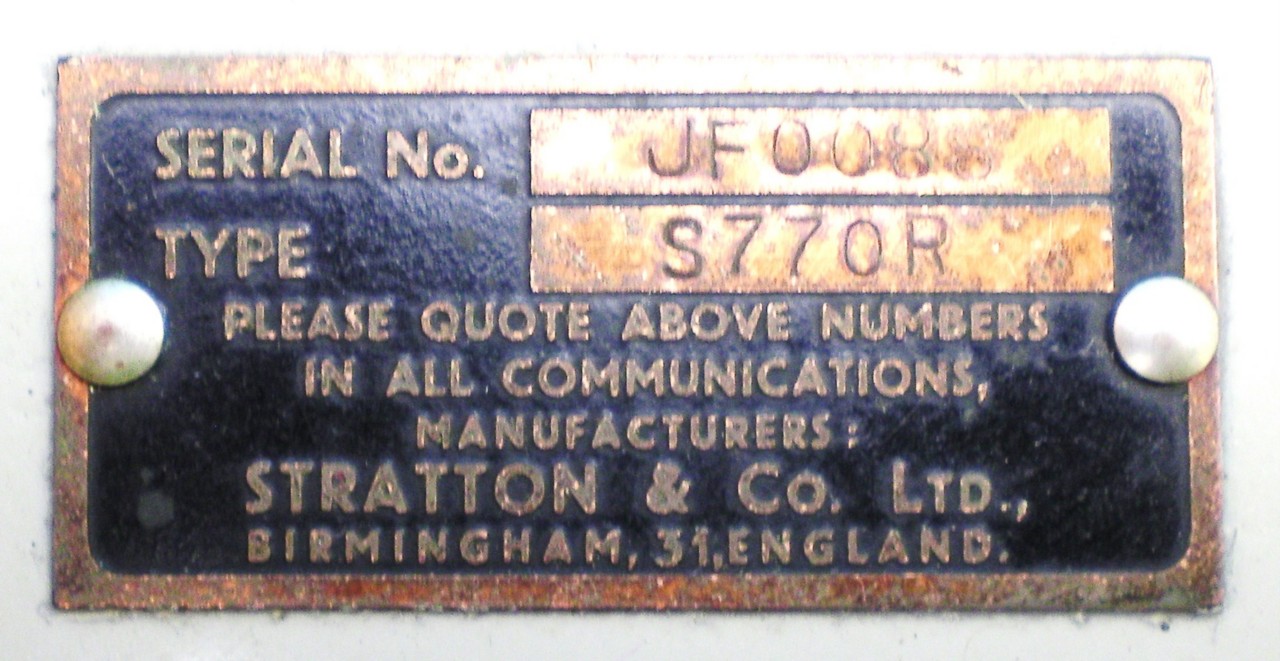 SERIAL No. JF0088
TYPE S770R
PLEASE QUOTE ABOVE NUMBERS
IN ALL COMMUNICATIONS,
MANUFACTURERS:
STRATTON & Co. LTD.,
BIRMINGHAM, 31, ENGLAND.